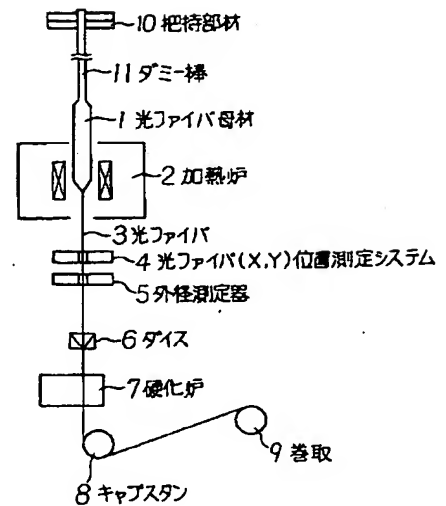 10 把持部材
11 ダミー棒
1 光ファイバ母材
2 加熱炉
3 光ファイバ
4 光ファイバ(X,Y)位置測定システム
5 外径測定器
6 ダイス
7 硬化炉
9 巻取
8 キャプスタン